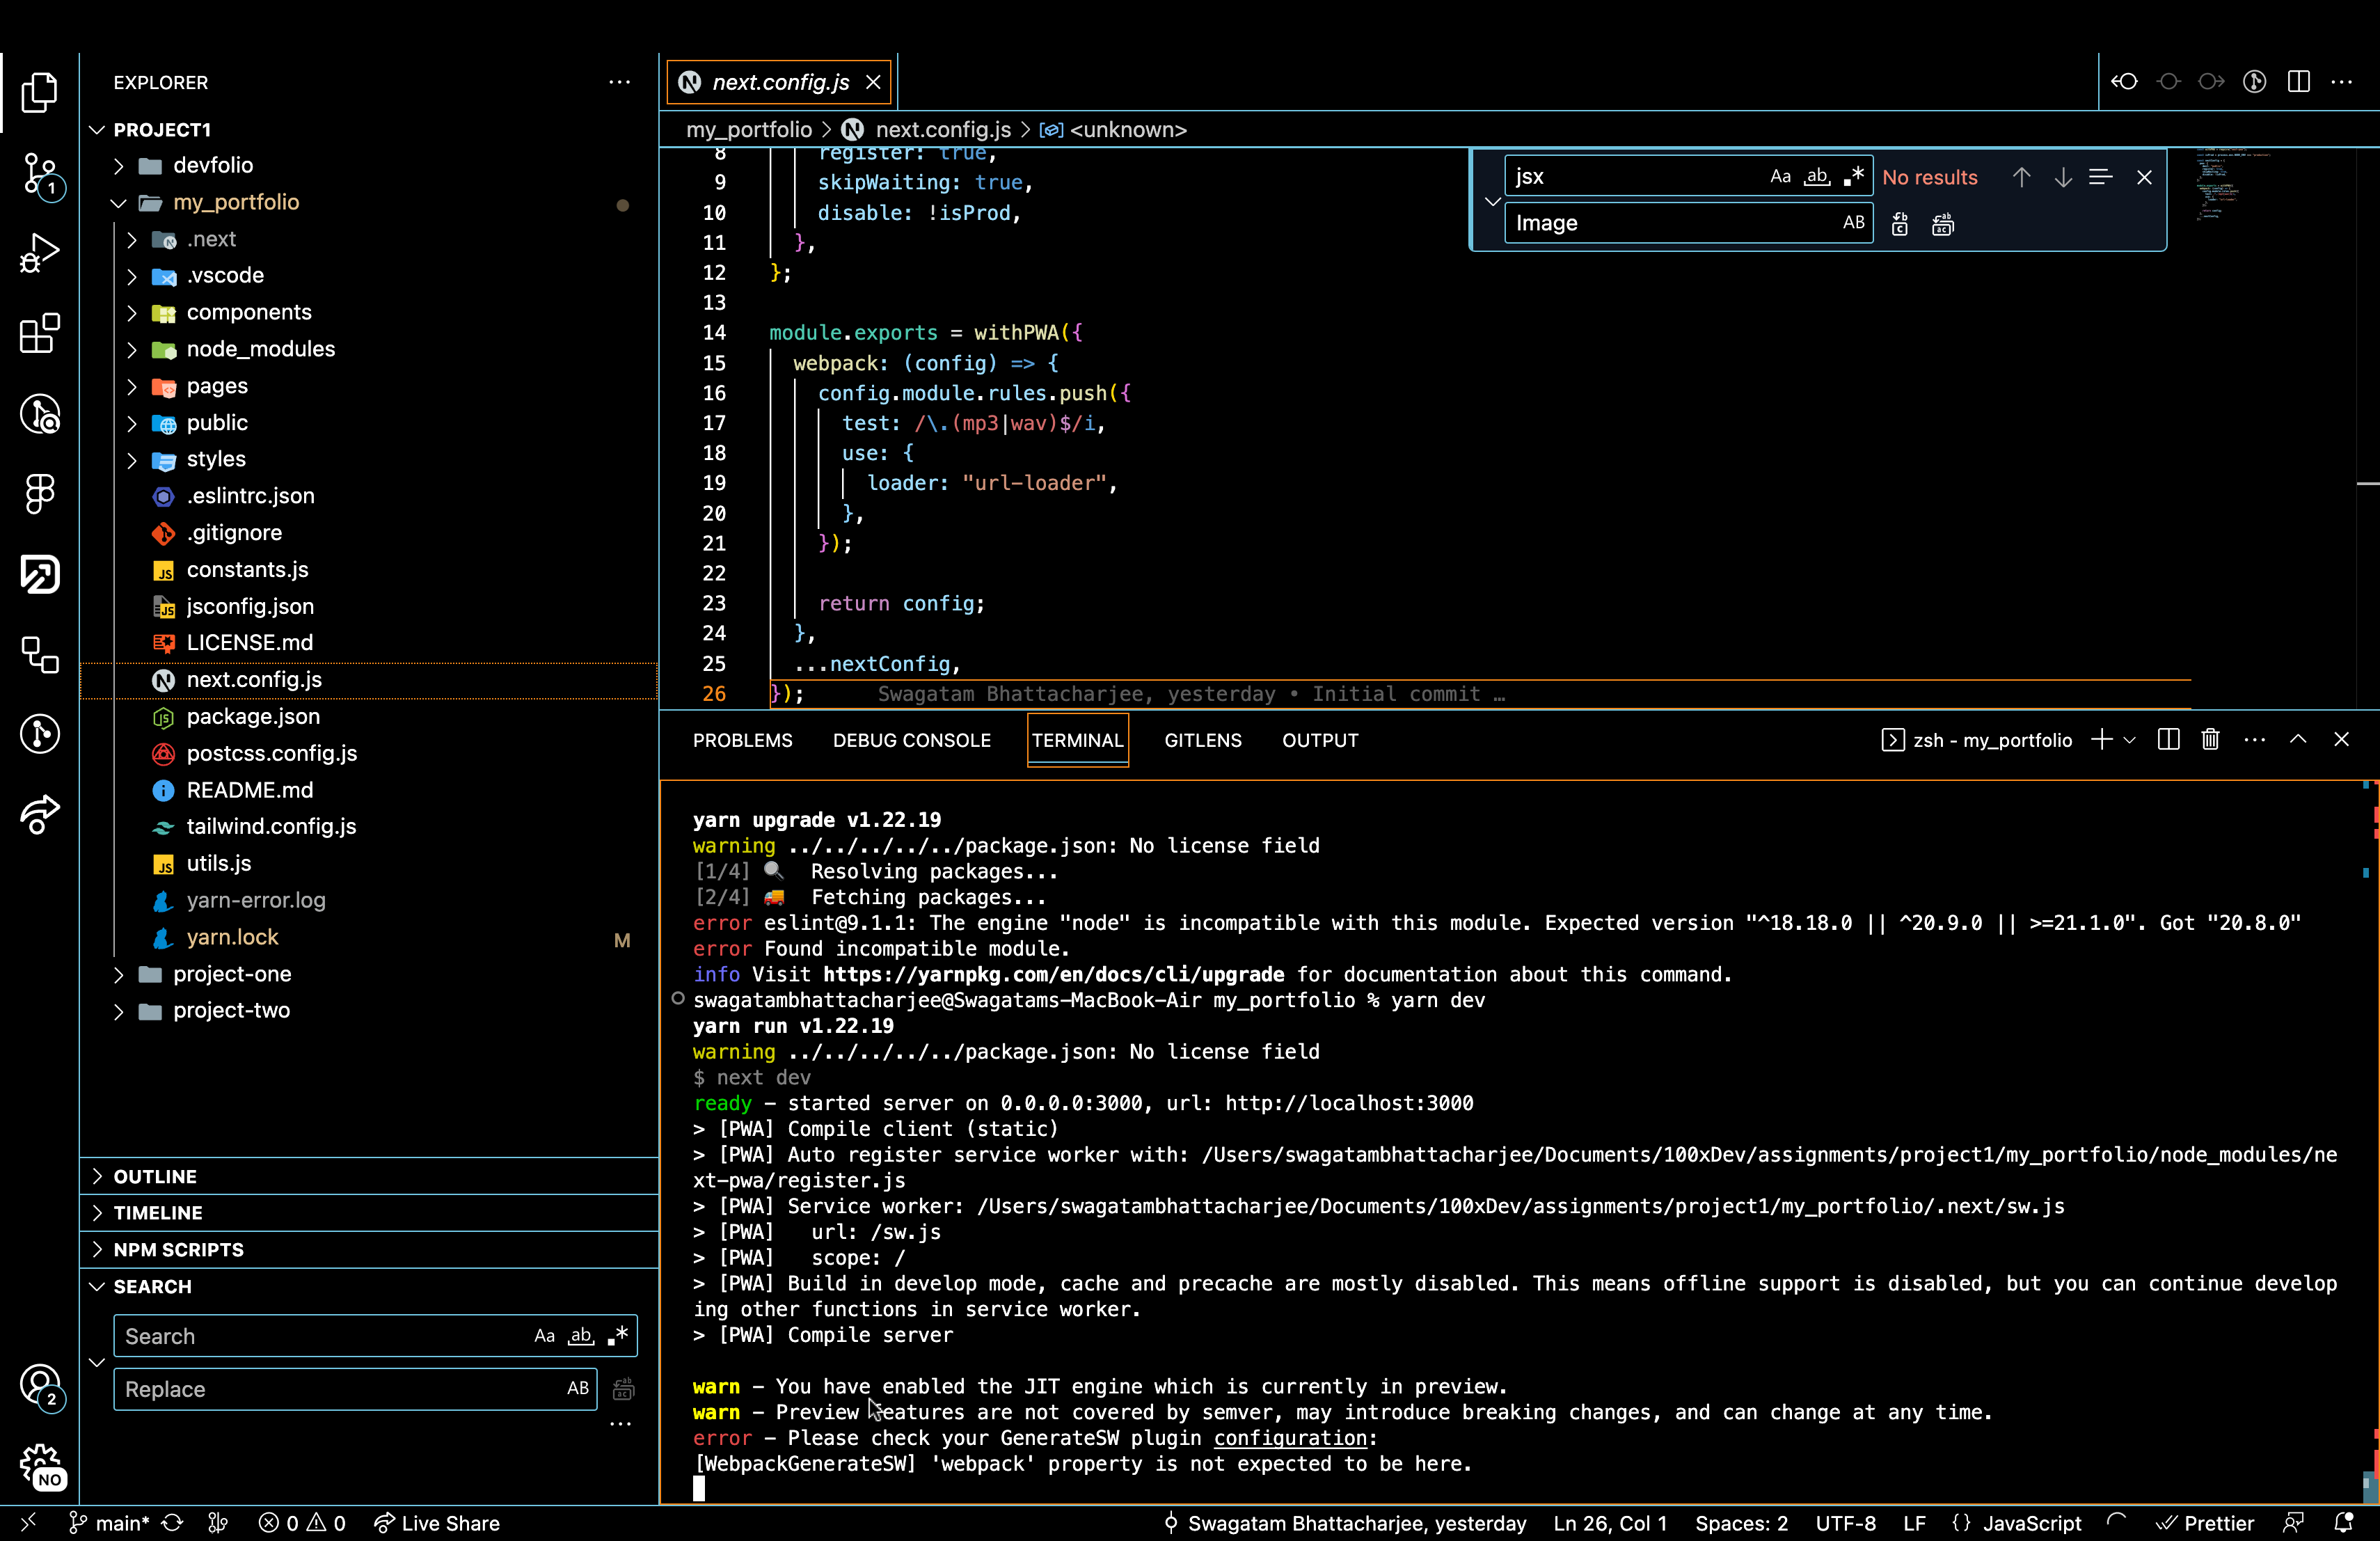 EXPLORER
PROJECT1
devfolio
my_portfolio
.next
.vscode
components
node_modules
pages
public
styles
.eslintrc.json
.gitignore
constants.js
jsconfig.json
LICENSE.md
next.config.js
package.json
postcss.config.js
README.md
tailwind.config.js
utils.js
yarn-error.log
yarn.lock M
project-one
project-two
OUTLINE
TIMELINE
NPM SCRIPTS
SEARCH
Search Aa ab .*
Replace AB
1
2
NO
next.config.js
my_portfolio > next.config.js > <unknown>
jsx Aa ab .* No results
Image AB
8 register: true,
9 skipWaiting: true,
10 disable: !isProd,
11 },
12 };
13
14 module.exports = withPWA({
15 webpack: (config) => {
16 config.module.rules.push({
17 test: /\.(mp3|wav)$/i,
18 use: {
19 loader: "url-loader",
20 },
21 });
22
23 return config;
24 },
25 ...nextConfig,
26 }); Swagatam Bhattacharjee, yesterday • Initial commit …
PROBLEMS DEBUG CONSOLE TERMINAL GITLENS OUTPUT zsh - my_portfolio
yarn upgrade v1.22.19
warning ../../../../../package.json: No license field
[1/4] 🔍 Resolving packages...
[2/4] 🚚 Fetching packages...
error eslint@9.1.1: The engine "node" is incompatible with this module. Expected version "^18.18.0 || ^20.9.0 || >=21.1.0". Got "20.8.0"
error Found incompatible module.
info Visit https://yarnpkg.com/en/docs/cli/upgrade for documentation about this command.
swagatambhattacharjee@Swagatams-MacBook-Air my_portfolio % yarn dev
yarn run v1.22.19
warning ../../../../../package.json: No license field
$ next dev
ready - started server on 0.0.0.0:3000, url: http://localhost:3000
> [PWA] Compile client (static)
> [PWA] Auto register service worker with: /Users/swagatambhattacharjee/Documents/100xDev/assignments/project1/my_portfolio/node_modules/ne
xt-pwa/register.js
> [PWA] Service worker: /Users/swagatambhattacharjee/Documents/100xDev/assignments/project1/my_portfolio/.next/sw.js
> [PWA] url: /sw.js
> [PWA] scope: /
> [PWA] Build in develop mode, cache and precache are mostly disabled. This means offline support is disabled, but you can continue develop
ing other functions in service worker.
> [PWA] Compile server
warn - You have enabled the JIT engine which is currently in preview.
warn - Preview features are not covered by semver, may introduce breaking changes, and can change at any time.
error - Please check your GenerateSW plugin configuration:
[WebpackGenerateSW] 'webpack' property is not expected to be here.
main* 0 0 Live Share Swagatam Bhattacharjee, yesterday Ln 26, Col 1 Spaces: 2 UTF-8 LF {} JavaScript Prettier